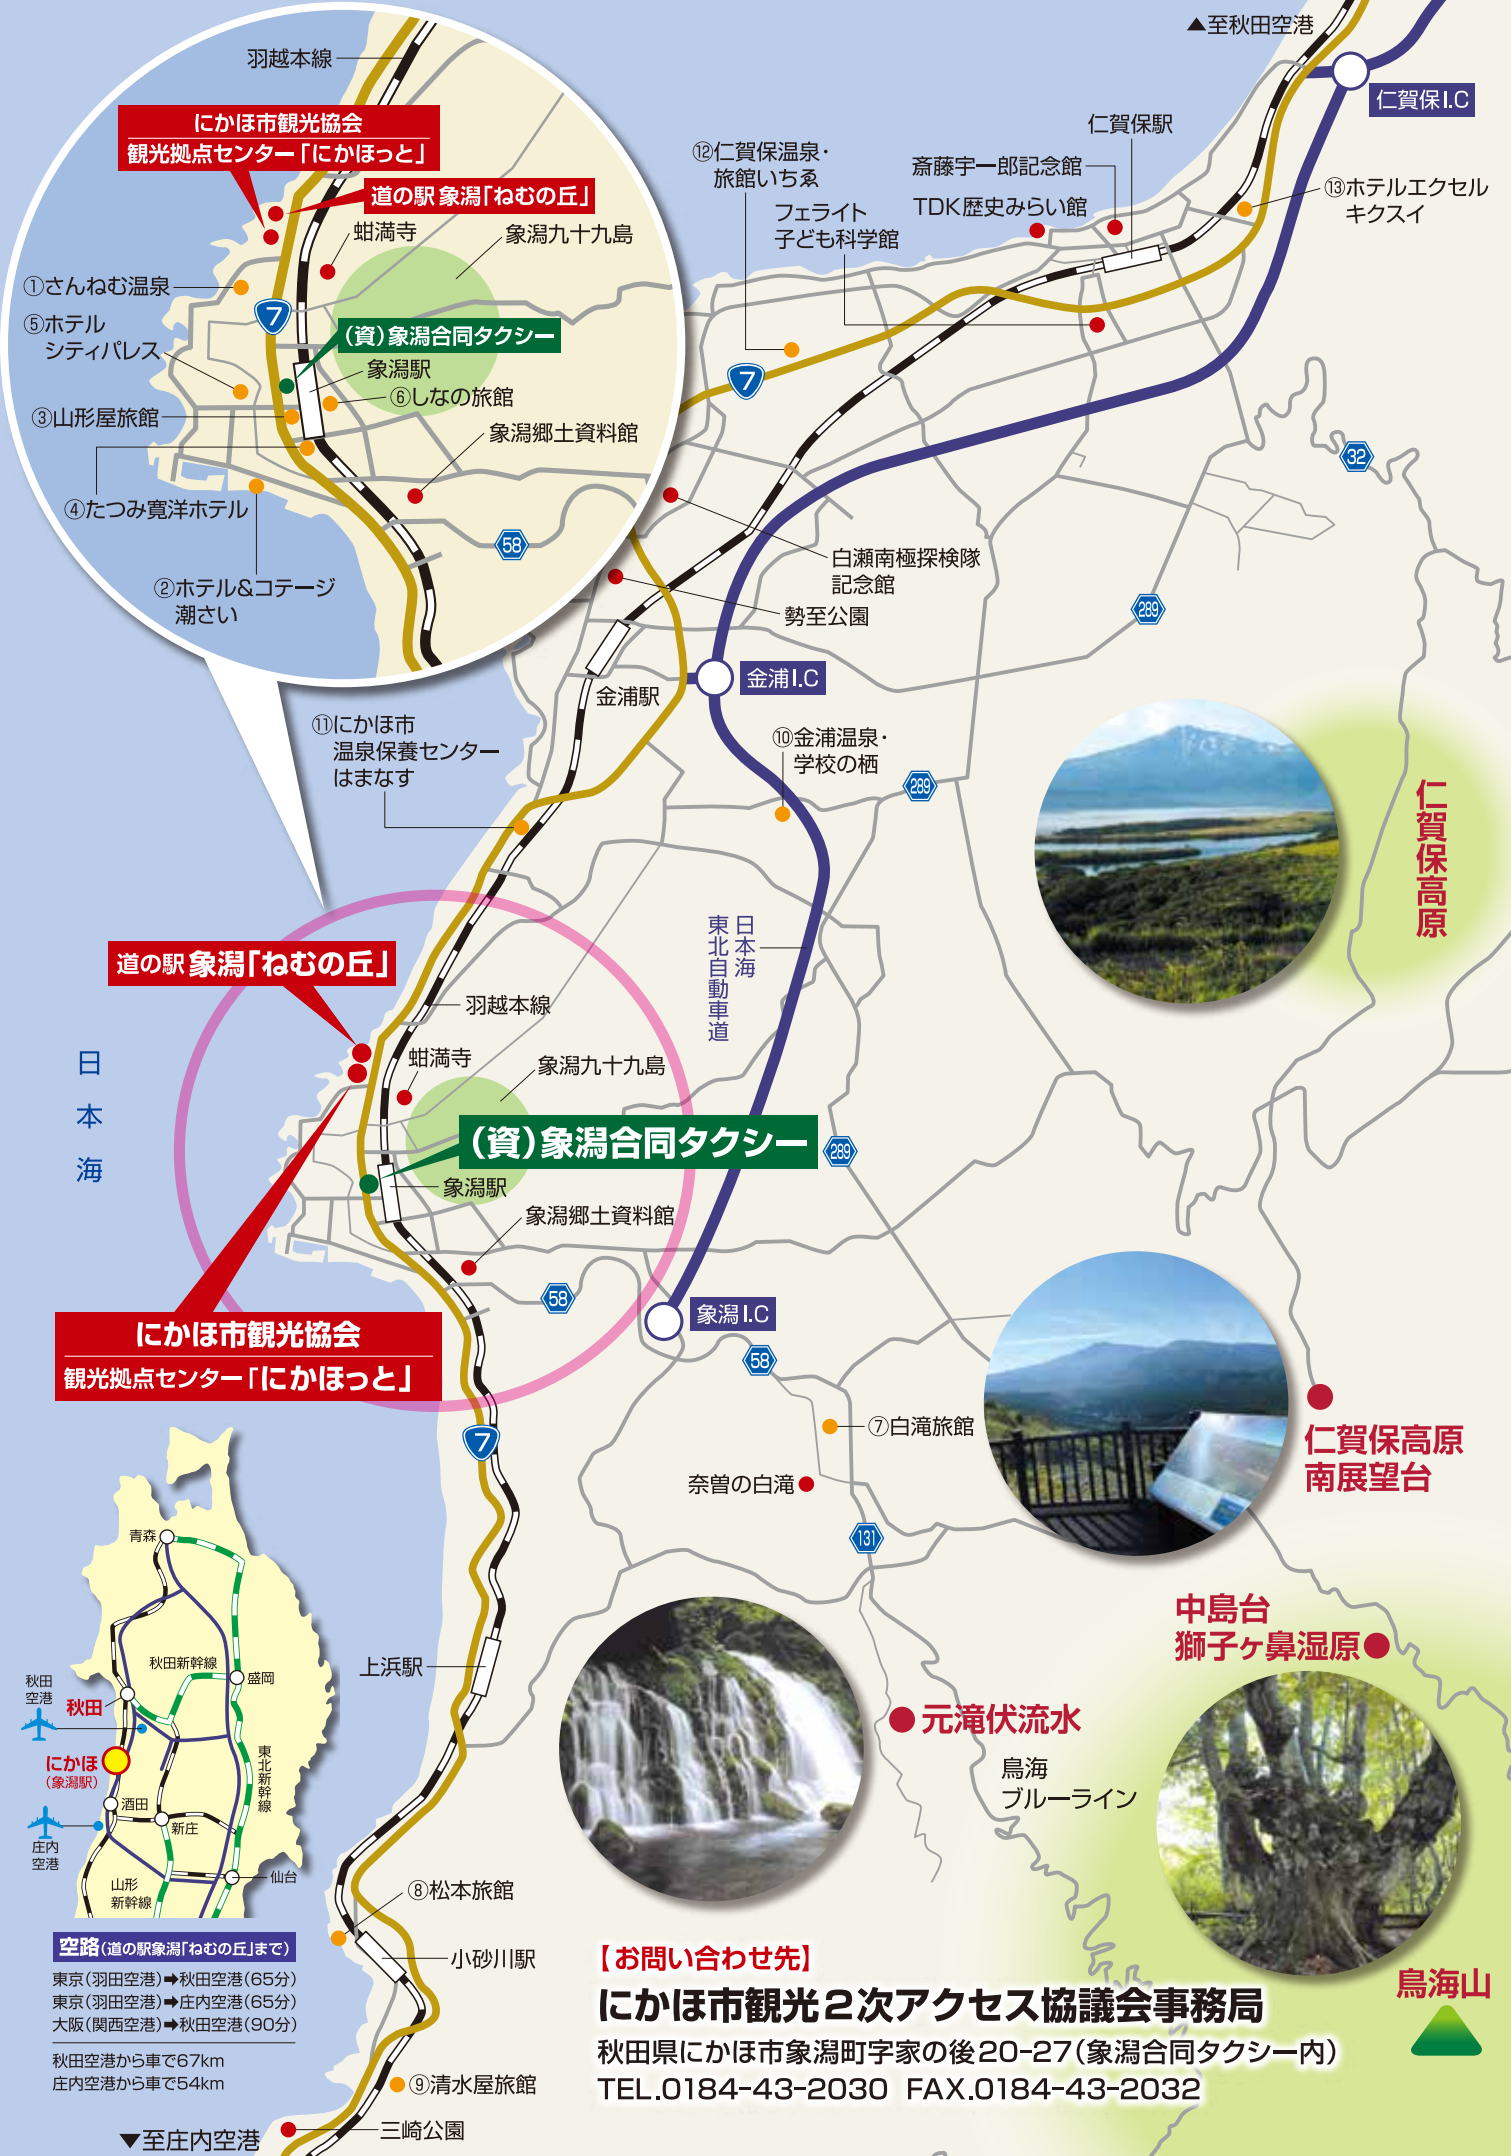 羽越本線
にかほ市観光協会
観光拠点センター「にかほっと」
道の駅 象潟「ねむの丘」
蚶満寺
象潟九十九島
①さんねむ温泉
⑤ホテル
シティパレス
7
(資)象潟合同タクシー
象潟駅
⑥しなの旅館
③山形屋旅館
象潟郷土資料館
④たつみ寛洋ホテル
58
②ホテル&コテージ
潮さい
▲至秋田空港
仁賀保I.C
仁賀保駅
⑫仁賀保温泉・
旅館いちゑ
斎藤宇一郎記念館
TDK歴史みらい館
フェライト
子ども科学館
⑬ホテルエクセル
キクスイ
7
32
白瀬南極探検隊
記念館
勢至公園
289
金浦I.C
金浦駅
⑪にかほ市
温泉保養センター
はまなす
⑩金浦温泉・
学校の栖
289
仁賀保高原
日本海
東北自動車道
道の駅 象潟「ねむの丘」
羽越本線
日本海
蚶満寺
象潟九十九島
(資)象潟合同タクシー
289
象潟駅
象潟郷土資料館
58
象潟I.C
にかほ市観光協会
観光拠点センター「にかほっと」
58
7
⑦白滝旅館
奈曽の白滝
仁賀保高原
南展望台
131
中島台
獅子ヶ鼻湿原
上浜駅
元滝伏流水
鳥海
ブルーライン
青森
秋田新幹線
盛岡
秋田
空港
秋田
にかほ
(象潟駅)
東北新幹線
酒田
新庄
庄内
空港
仙台
山形
新幹線
⑧松本旅館
小砂川駅
空路(道の駅象潟「ねむの丘」まで)
東京(羽田空港)➡秋田空港(65分)
東京(羽田空港)➡庄内空港(65分)
大阪(関西空港)➡秋田空港(90分)
秋田空港から車で67km
庄内空港から車で54km
⑨清水屋旅館
三崎公園
▼至庄内空港
鳥海山
【お問い合わせ先】
にかほ市観光2次アクセス協議会事務局
秋田県にかほ市象潟町字家の後20-27(象潟合同タクシー内)
TEL.0184-43-2030 FAX.0184-43-2032